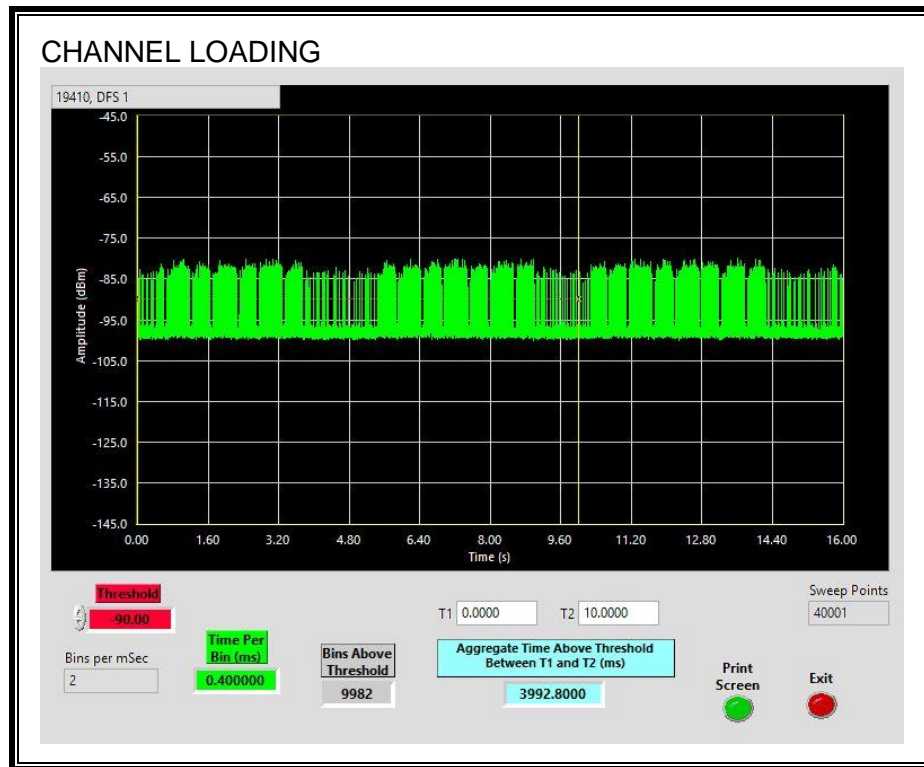 CHANNEL LOADING
19410, DFS 1
-45.0
-55.0
-65.0
-75.0
-85.0
-95.0
-105.0
-115.0
-125.0
-135.0
-145.0
Amplitude (dBm)
0.00 1.60 3.20 4.80 6.40 8.00 9.60 11.20 12.80 14.40 16.00
Time (s)
Threshold
-90.00
Bins per mSec
2
Time Per
Bin (ms)
0.400000
Bins Above
Threshold
9982
T1 0.0000 T2 10.0000
Aggregate Time Above Threshold
Between T1 and T2 (ms)
3992.8000
Sweep Points
40001
Print
Screen
Exit